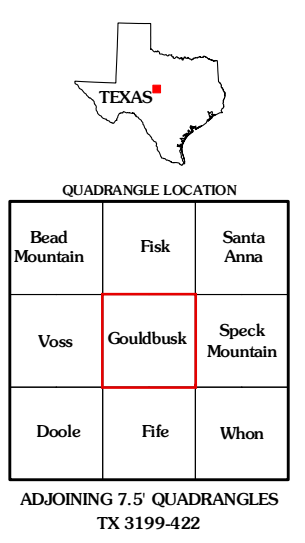 TEXAS
QUADRANGLE LOCATION
Bead
Mountain
Fisk
Santa
Anna
Voss
Gouldbusk
Speck
Mountain
Doole
Fife
Whon
ADJOINING 7.5' QUADRANGLES
TX 3199-422